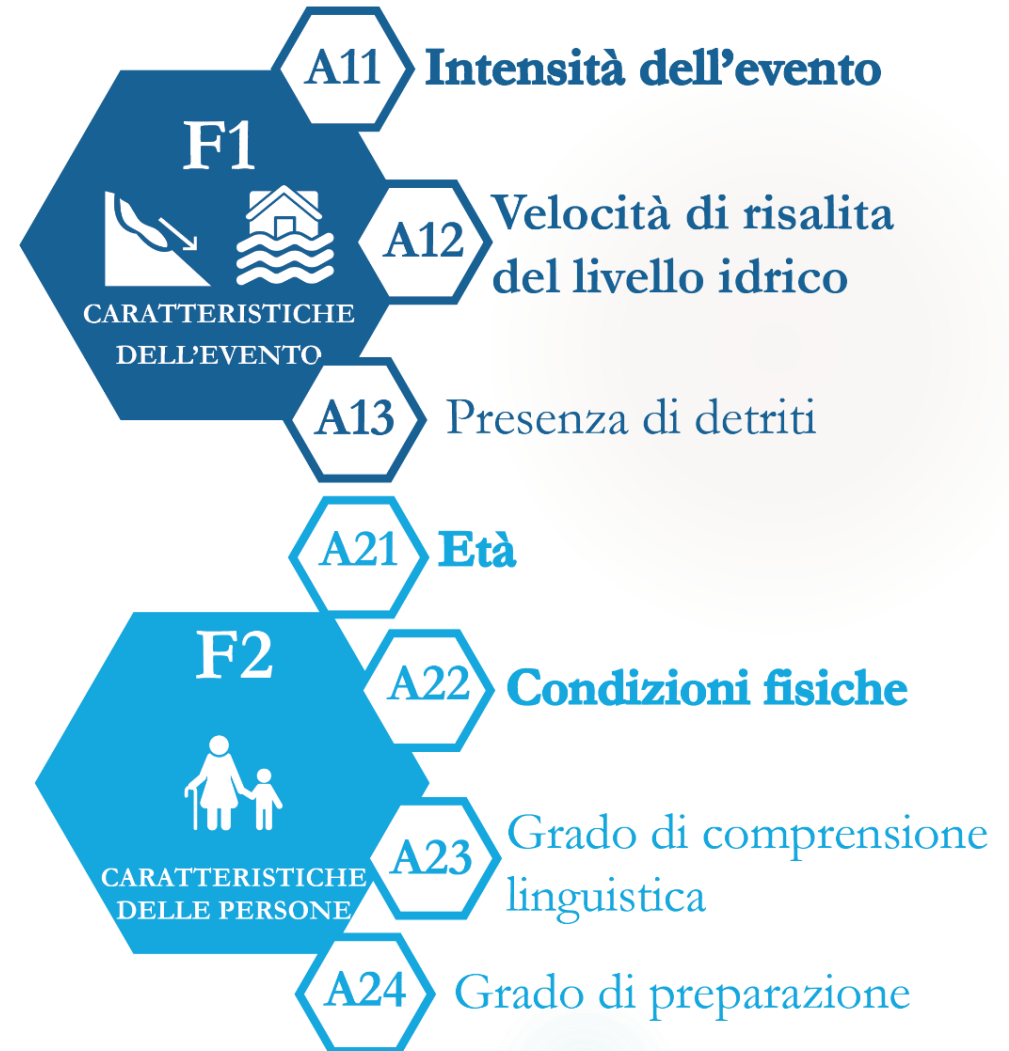 A11 Intensità dell'evento
F1
A12 Velocità di risalita
del livello idrico
CARATTERISTICHE
DELL'EVENTO
A13 Presenza di detriti
A21 Età
F2
A22 Condizioni fisiche
A23 Grado di comprensione
linguistica
CARATTERISTICHE
DELLE PERSONE
A24 Grado di preparazione